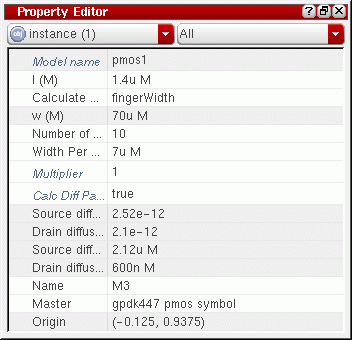 Property Editor
instance (1) All
Model name pmos1
l (M) 1.4u M
Calculate ... fingerWidth
w (M) 70u M
Number of ... 10
Width Per ... 7u M
Multiplier 1
Calc Diff Pa... true
Source diff... 2.52e-12
Drain diffus... 2.1e-12
Source diff... 2.12u M
Drain diffus... 600n M
Name M3
Master gpdk447 pmos symbol
Origin (-0.125, 0.9375)